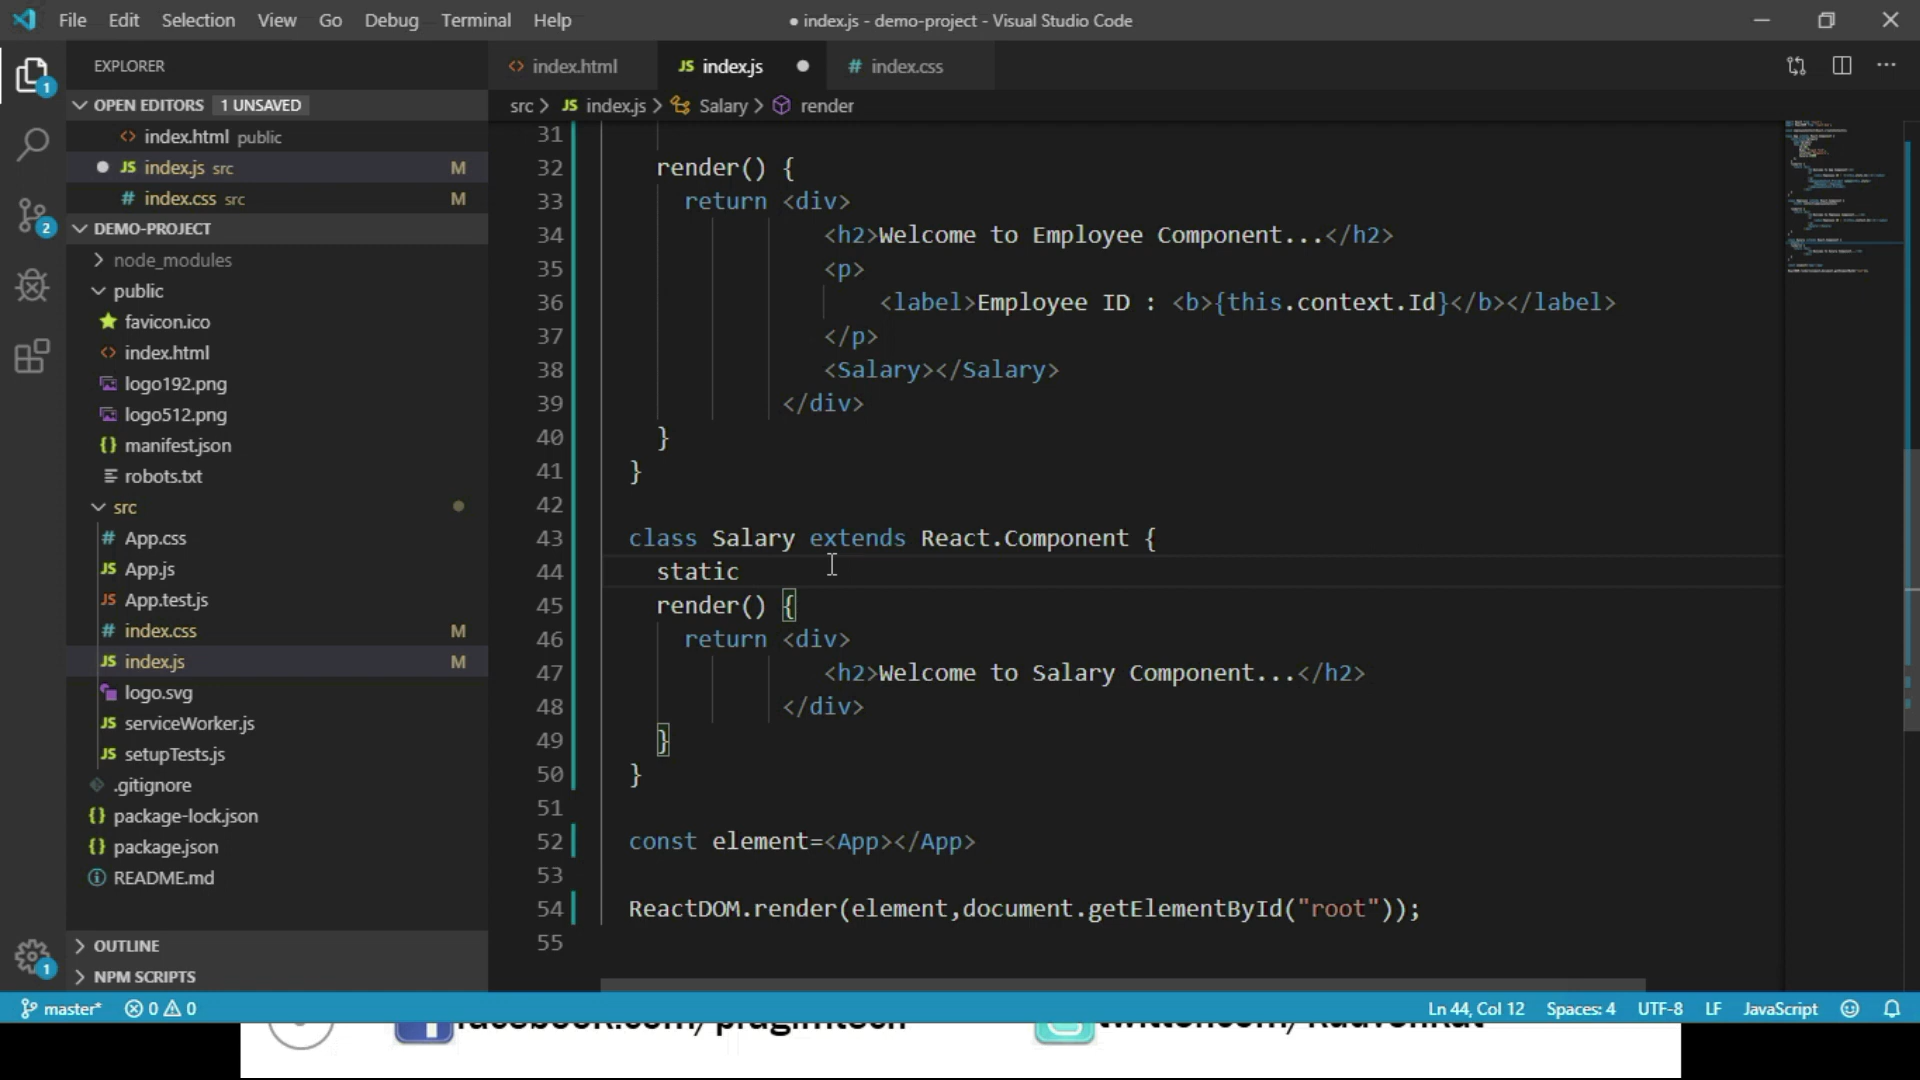 File Edit Selection View Go Debug Terminal Help
● index.js - demo-project - Visual Studio Code
EXPLORER
OPEN EDITORS 1 UNSAVED
index.html public
JS index.js src M
# index.css src M
DEMO-PROJECT
node_modules
public
favicon.ico
index.html
logo192.png
logo512.png
{} manifest.json
robots.txt
src
# App.css
JS App.js
JS App.test.js
# index.css M
JS index.js M
logo.svg
JS serviceWorker.js
JS setupTests.js
.gitignore
{} package-lock.json
{} package.json
README.md
OUTLINE
NPM SCRIPTS
1
2
1
<> index.html JS index.js ● # index.css
src > JS index.js > Salary > render
31
32 render() {
33 return <div>
34 <h2>Welcome to Employee Component...</h2>
35 <p>
36 <label>Employee ID : <b>{this.context.Id}</b></label>
37 </p>
38 <Salary></Salary>
39 </div>
40 }
41 }
42
43 class Salary extends React.Component {
44 static
45 render() {
46 return <div>
47 <h2>Welcome to Salary Component...</h2>
48 </div>
49 }
50 }
51
52 const element=<App></App>
53
54 ReactDOM.render(element,document.getElementById("root"));
55
master* 0 0 Ln 44, Col 12 Spaces: 4 UTF-8 LF JavaScript
facebook.com/pragimtech